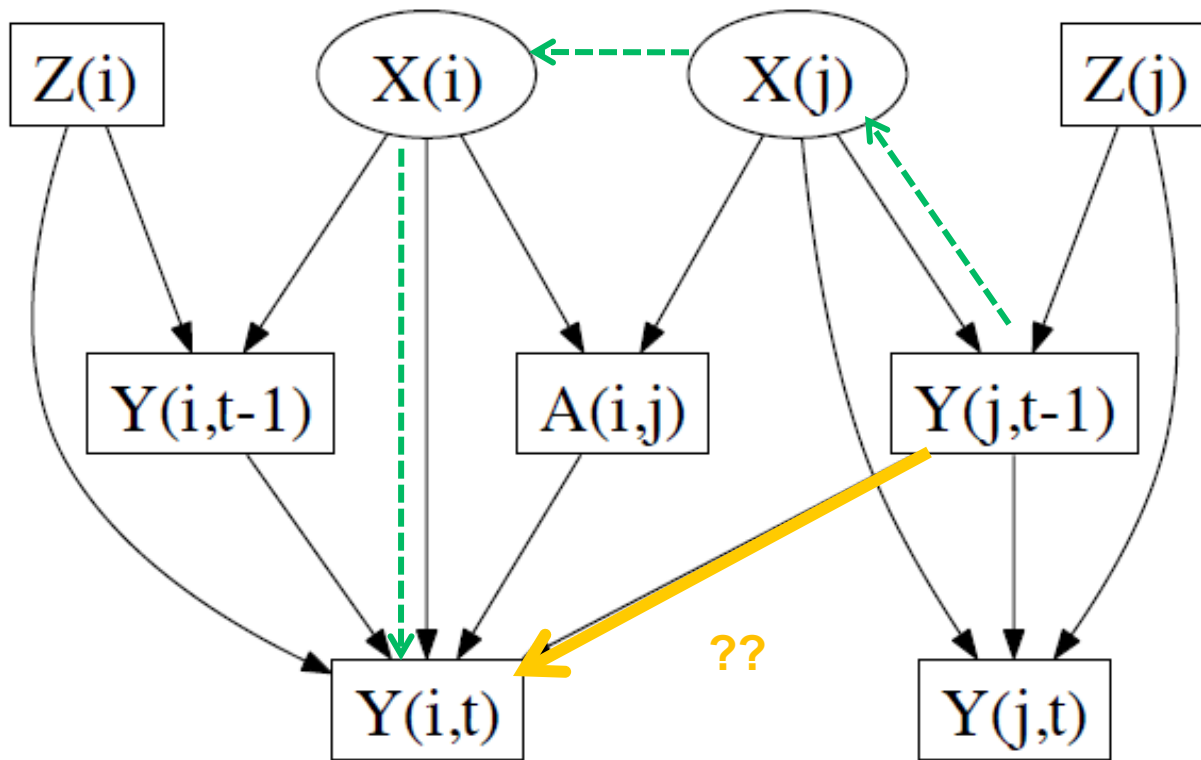 Z(i)
X(i)
X(j)
Z(j)
Y(i,t-1)
A(i,j)
Y(j,t-1)
??
Y(i,t)
Y(j,t)